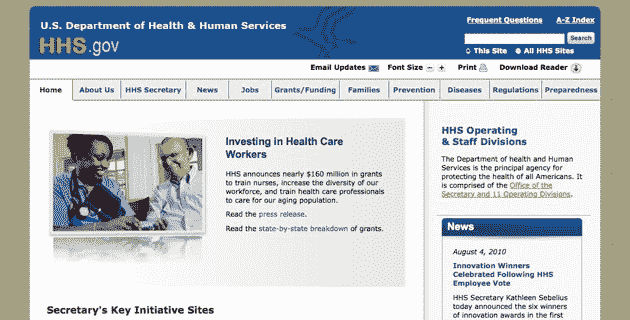 U.S. Department of Health & Human Services
HHS.gov
Frequent Questions A-Z Index
Search
This Site All HHS Sites
Email Updates Font Size - + Print Download Reader
Home About Us HHS Secretary News Jobs Grants/Funding Families Prevention Diseases Regulations Preparedness
Investing in Health Care
Workers
HHS announces nearly $160 million in grants
to train nurses, increase the diversity of our
workforce, and train health care professionals
to care for our aging population.
Read the press release.
Read the state-by-state breakdown of grants.
Secretary's Key Initiative Sites
HHS Operating
& Staff Divisions
The Department of health and Human
Services is the principal agency for
protecting the health of all Americans. It
is comprised of the Office of the
Secretary and 11 Operating Divisions.
News
August 4, 2010
Innovation Winners
Celebrated Following HHS
Employee Vote
HHS Secretary Kathleen Sebelius
today announced the six winners
of innovation awards in the first